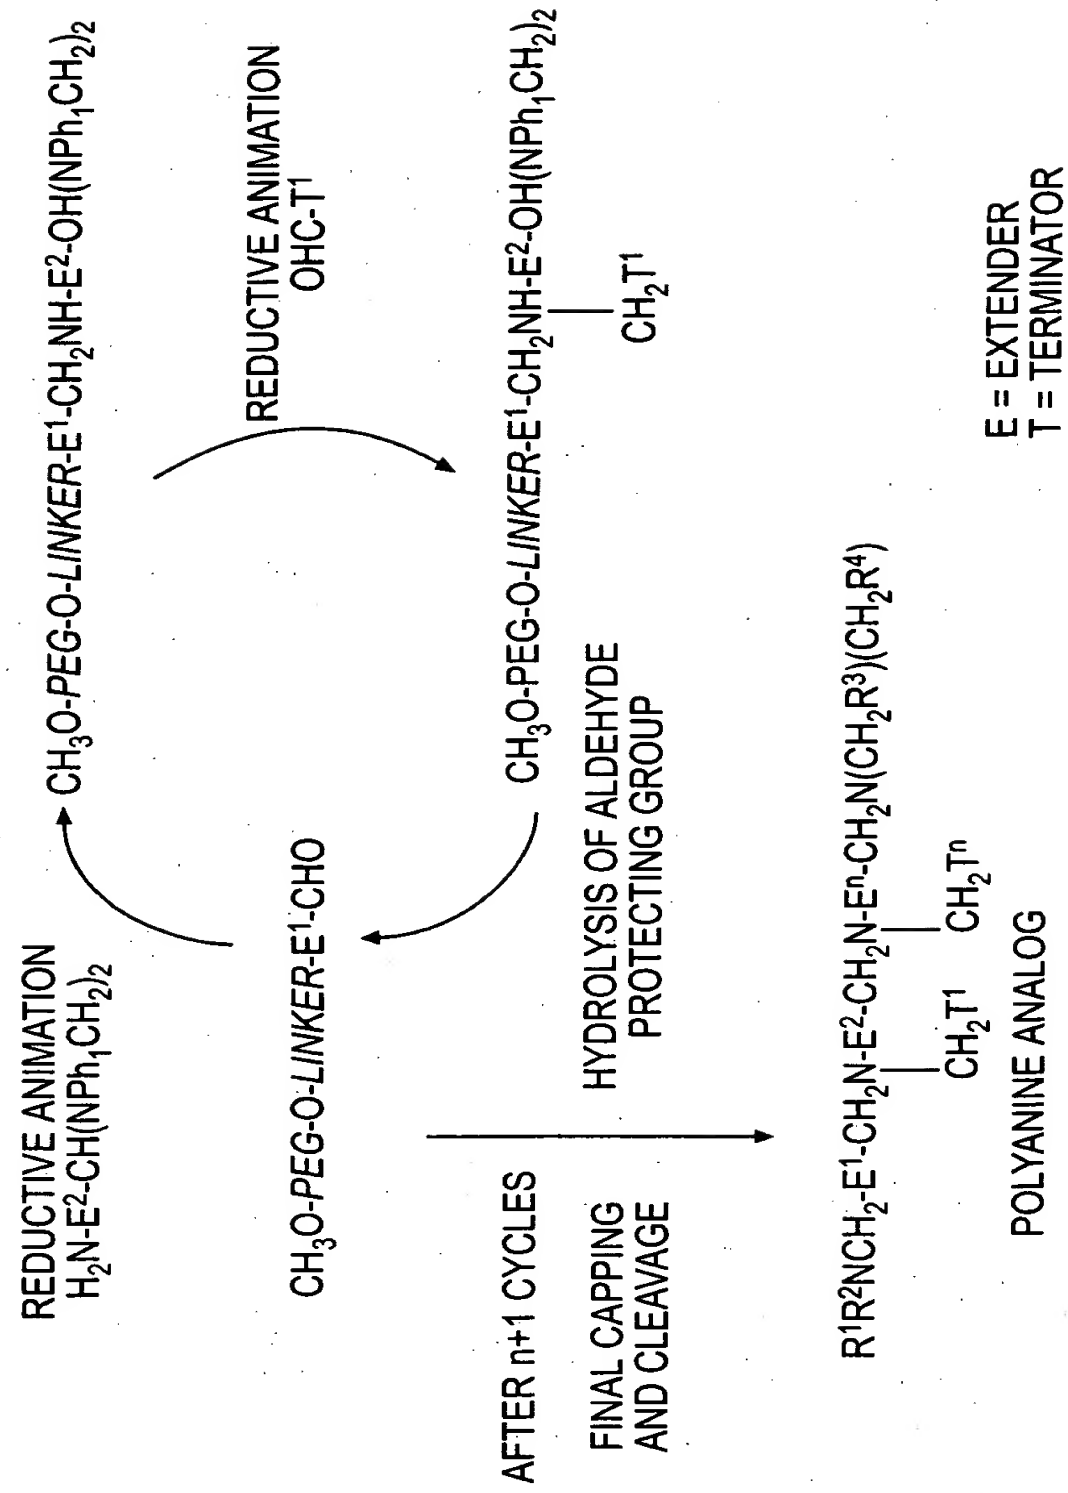 REDUCTIVE ANIMATION
H₂N-E²-CH(NPh₁CH₂)₂
CH₃O-PEG-O-LINKER-E¹-CH₂NH-E²-OH(NPh₁CH₂)₂
REDUCTIVE ANIMATION
OHC-T¹
CH₃O-PEG-O-LINKER-E¹-CHO
CH₃O-PEG-O-LINKER-E¹-CH₂NH-E²-OH(NPh₁CH₂)₂
CH₂T¹
HYDROLYSIS OF ALDEHYDE
PROTECTING GROUP
AFTER n+1 CYCLES
FINAL CAPPING
AND CLEAVAGE
R¹R²NCH₂-E¹-CH₂N-E²-CH₂N-Eⁿ-CH₂N(CH₂R³)(CH₂R⁴)
CH₂T¹ CH₂Tⁿ
POLYANINE ANALOG
E = EXTENDER
T = TERMINATOR